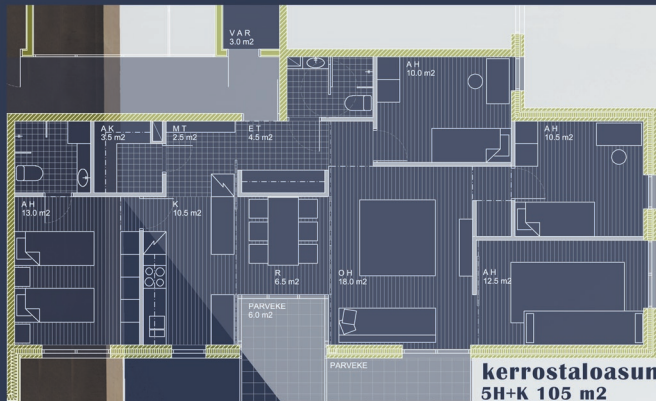 VAR
3.0 m2
AH
10.0 m2
AK
3.5 m2
MT
2.5 m2
ET
4.5 m2
AH
10.5 m2
AH
13.0 m2
K
10.5 m2
R
6.5 m2
OH
18.0 m2
AH
12.5 m2
PARVEKE
6.0 m2
PARVEKE
kerrostaloasun
5H+K 105 m2